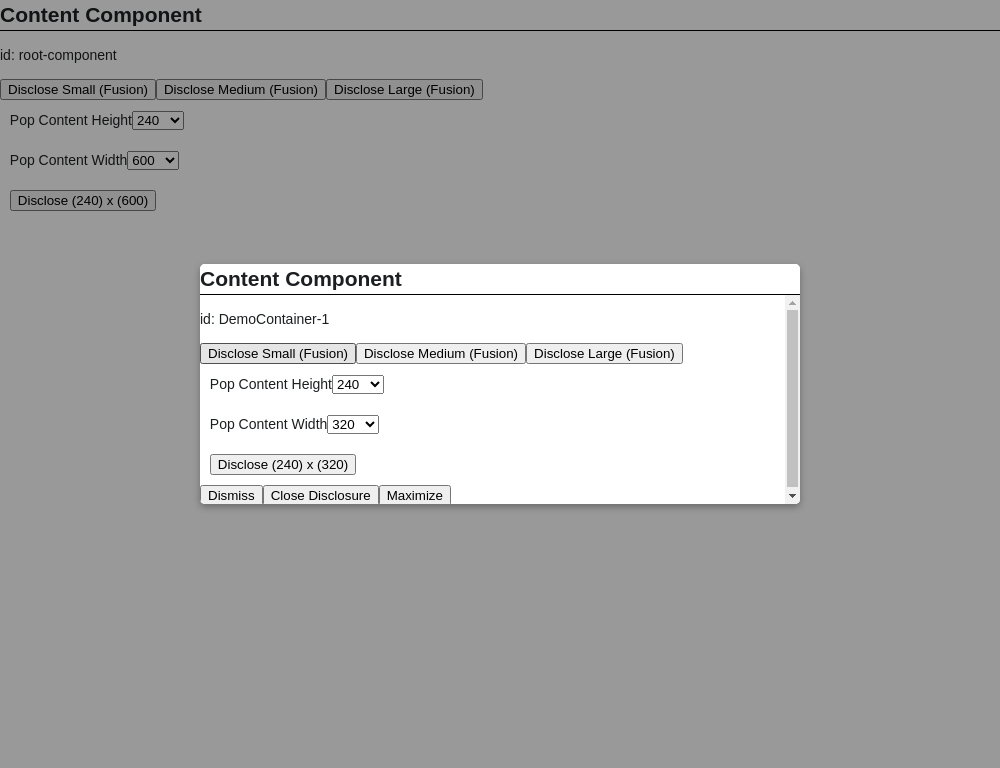 Content Component
id: root-component
Disclose Small (Fusion) Disclose Medium (Fusion) Disclose Large (Fusion)
Pop Content Height 240
Pop Content Width 600
Disclose (240) x (600)
Content Component
id: DemoContainer-1
Disclose Small (Fusion) Disclose Medium (Fusion) Disclose Large (Fusion)
Pop Content Height 240
Pop Content Width 320
Disclose (240) x (320)
Dismiss Close Disclosure Maximize